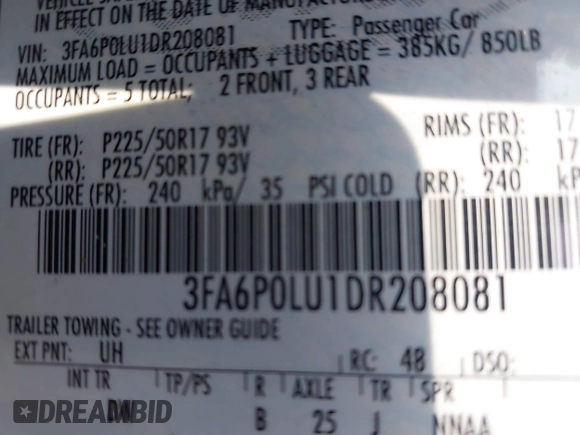 IN EFFECT ON THE DATE OF MANUFACTURE
VIN: 3FA6P0LU1DR208081 TYPE: Passenger Car
MAXIMUM LOAD = OCCUPANTS + LUGGAGE = 385KG/ 850LB
OCCUPANTS = 5 TOTAL; 2 FRONT, 3 REAR
TIRE (FR): P225/50R17 93V RIMS (FR): 17
(RR): P225/50R17 93V (RR): 17
PRESSURE (FR): 240 kPa/ 35 PSI COLD (RR): 240 kP
3FA6P0LU1DR208081
TRAILER TOWING - SEE OWNER GUIDE
EXT PNT: UH RC: 48 DSO:
INT TR TP/PS R AXLE TR SPR
B 25 J NNAA
DREAMBID